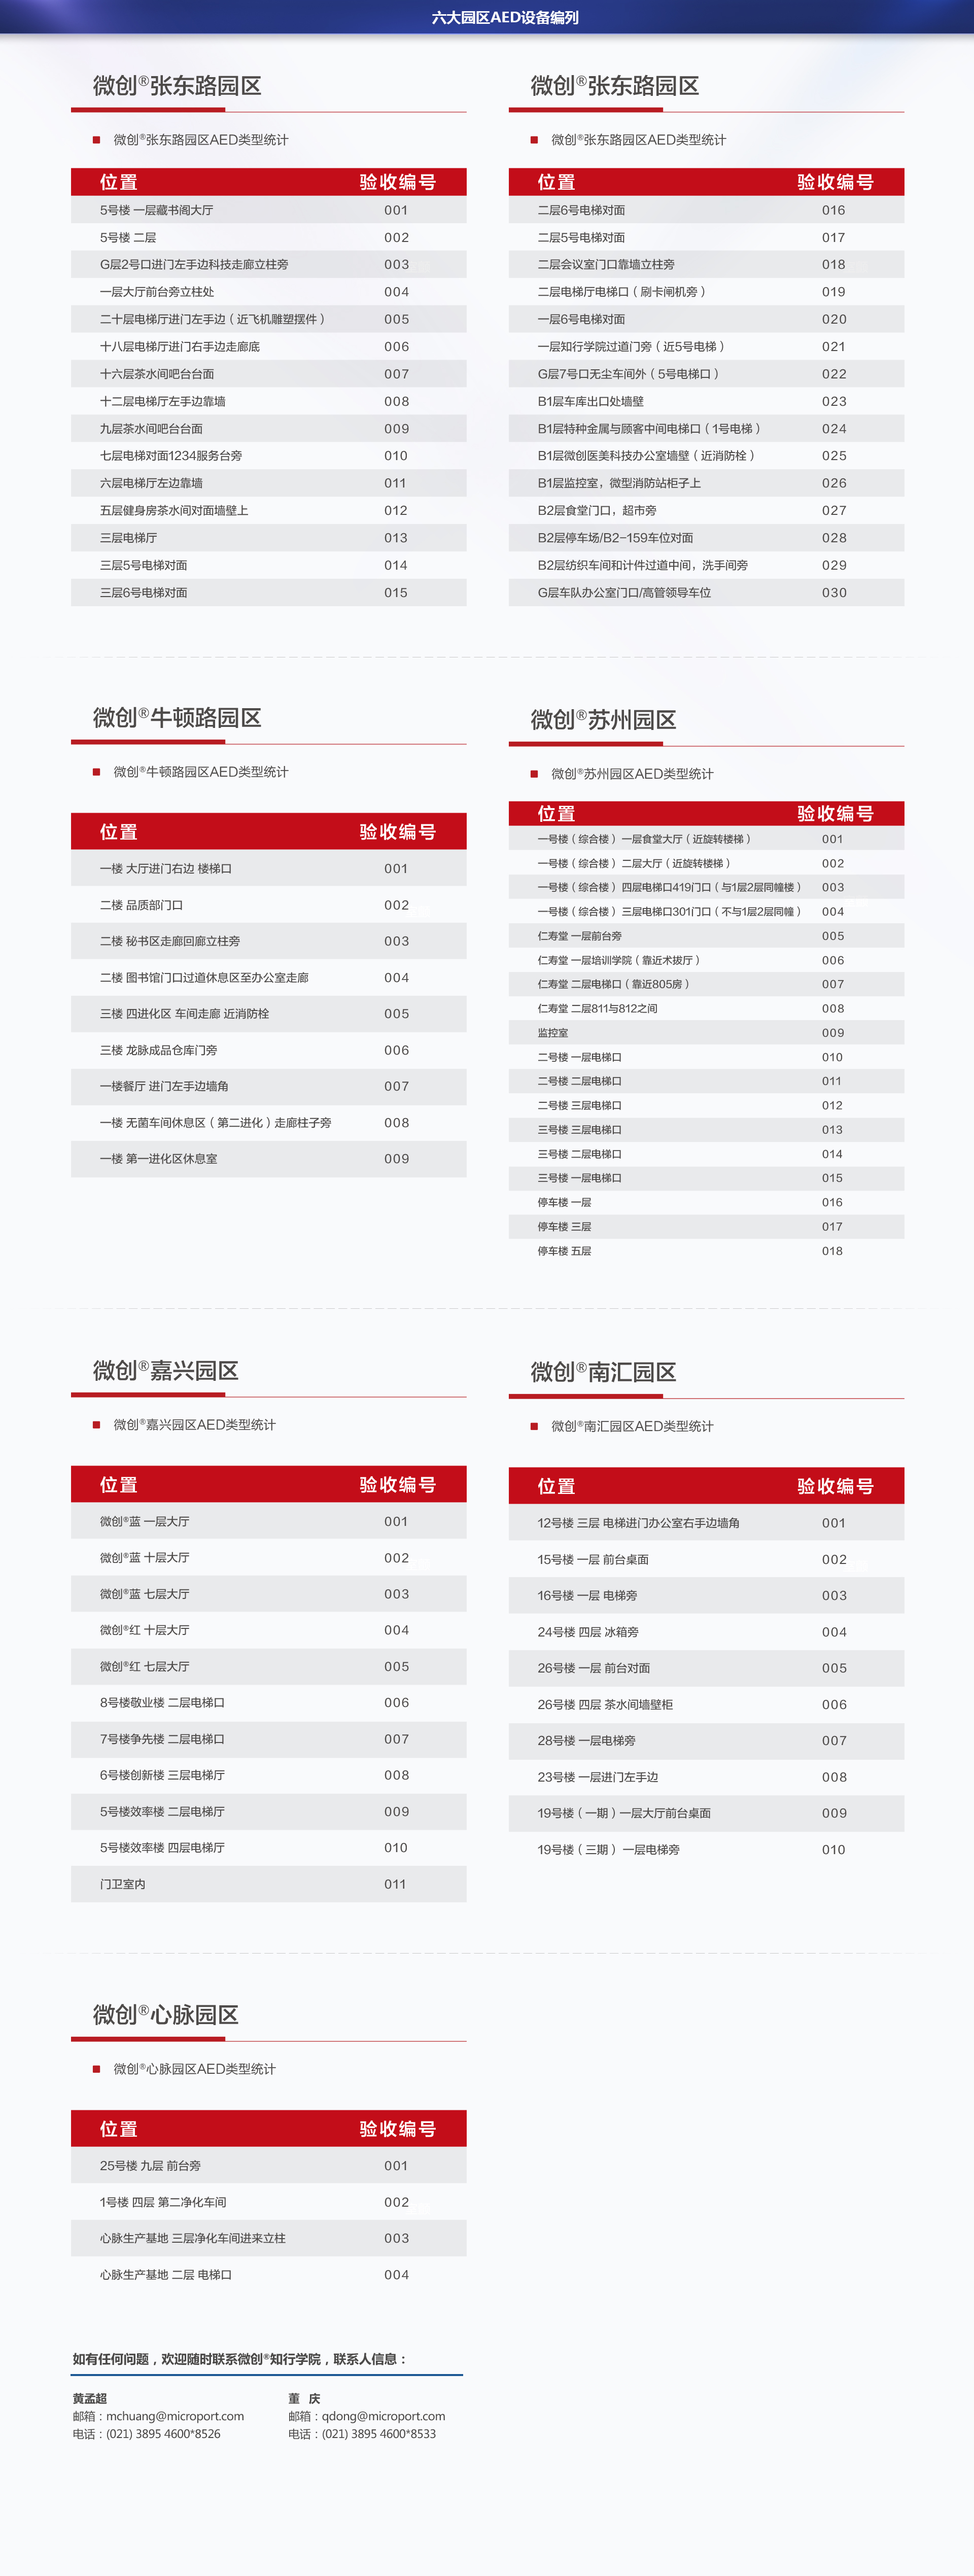 六大园区AED设备编列
微创®张东路园区
微创®张东路园区AED类型统计
位置 验收编号
5号楼 一层藏书阁大厅 001
5号楼 二层 002
G层2号口进门左手边科技走廊立柱旁 003
一层大厅前台旁立柱处 004
二十层电梯厅进门左手边（近飞机雕塑摆件） 005
十八层电梯厅进门右手边走廊底 006
十六层茶水间吧台台面 007
十二层电梯厅左手边靠墙 008
九层茶水间吧台台面 009
七层电梯对面1234服务台旁 010
六层电梯厅左边靠墙 011
五层健身房茶水间对面墙壁上 012
三层电梯厅 013
三层5号电梯对面 014
三层6号电梯对面 015
微创®张东路园区
微创®张东路园区AED类型统计
位置 验收编号
二层6号电梯对面 016
二层5号电梯对面 017
二层会议室门口靠墙立柱旁 018
二层电梯厅电梯口（刷卡闸机旁） 019
一层6号电梯对面 020
一层知行学院过道门旁（近5号电梯） 021
G层7号口无尘车间外（5号电梯口） 022
B1层车库出口处墙壁 023
B1层特种金属与顾客中间电梯口（1号电梯） 024
B1层微创医美科技办公室墙壁（近消防栓） 025
B1层监控室，微型消防站柜子上 026
B2层食堂门口，超市旁 027
B2层停车场/B2-159车位对面 028
B2层纺织车间和计件过道中间，洗手间旁 029
G层车队办公室门口/高管领导车位 030
微创®牛顿路园区
微创®牛顿路园区AED类型统计
位置 验收编号
一楼 大厅进门右边 楼梯口 001
二楼 品质部门口 002
二楼 秘书区走廊回廊立柱旁 003
二楼 图书馆门口过道休息区至办公室走廊 004
三楼 四进化区 车间走廊 近消防栓 005
三楼 龙脉成品仓库门旁 006
一楼餐厅 进门左手边墙角 007
一楼 无菌车间休息区（第二进化）走廊柱子旁 008
一楼 第一进化区休息室 009
微创®苏州园区
微创®苏州园区AED类型统计
位置 验收编号
一号楼（综合楼） 一层食堂大厅（近旋转楼梯） 001
一号楼（综合楼） 二层大厅（近旋转楼梯） 002
一号楼（综合楼） 四层电梯口419门口（与1层2层同幢楼） 003
一号楼（综合楼） 三层电梯口301门口（不与1层2层同幢） 004
仁寿堂 一层前台旁 005
仁寿堂 一层培训学院（靠近术拔厅） 006
仁寿堂 二层电梯口（靠近805房） 007
仁寿堂 二层811与812之间 008
监控室 009
二号楼 一层电梯口 010
二号楼 二层电梯口 011
二号楼 三层电梯口 012
三号楼 三层电梯口 013
三号楼 二层电梯口 014
三号楼 一层电梯口 015
停车楼 一层 016
停车楼 三层 017
停车楼 五层 018
微创®嘉兴园区
微创®嘉兴园区AED类型统计
位置 验收编号
微创®蓝 一层大厅 001
微创®蓝 十层大厅 002
微创®蓝 七层大厅 003
微创®红 十层大厅 004
微创®红 七层大厅 005
8号楼敬业楼 二层电梯口 006
7号楼争先楼 二层电梯口 007
6号楼创新楼 三层电梯厅 008
5号楼效率楼 二层电梯厅 009
5号楼效率楼 四层电梯厅 010
门卫室内 011
微创®南汇园区
微创®南汇园区AED类型统计
位置 验收编号
12号楼 三层 电梯进门办公室右手边墙角 001
15号楼 一层 前台桌面 002
16号楼 一层 电梯旁 003
24号楼 四层 冰箱旁 004
26号楼 一层 前台对面 005
26号楼 四层 茶水间墙壁柜 006
28号楼 一层电梯旁 007
23号楼 一层进门左手边 008
19号楼（一期）一层大厅前台桌面 009
19号楼（三期） 一层电梯旁 010
微创®心脉园区
微创®心脉园区AED类型统计
位置 验收编号
25号楼 九层 前台旁 001
1号楼 四层 第二净化车间 002
心脉生产基地 三层净化车间进来立柱 003
心脉生产基地 二层 电梯口 004
如有任何问题，欢迎随时联系微创®知行学院，联系人信息：
黄孟超
邮箱：mchuang@microport.com
电话：(021) 3895 4600*8526
董 庆
邮箱：qdong@microport.com
电话：(021) 3895 4600*8533